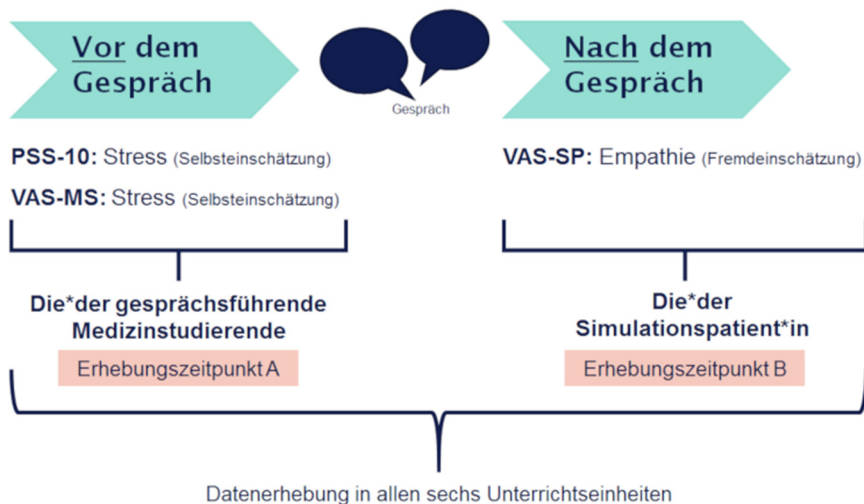 Vor dem
Gespräch
Gespräch
Nach dem
Gespräch
PSS-10: Stress (Selbsteinschätzung)
VAS-MS: Stress (Selbsteinschätzung)
VAS-SP: Empathie (Fremdeinschätzung)
Die*der gesprächsführende
Medizinstudierende
Erhebungszeitpunkt A
Die*der
Simulationspatient*in
Erhebungszeitpunkt B
Datenerhebung in allen sechs Unterrichtseinheiten